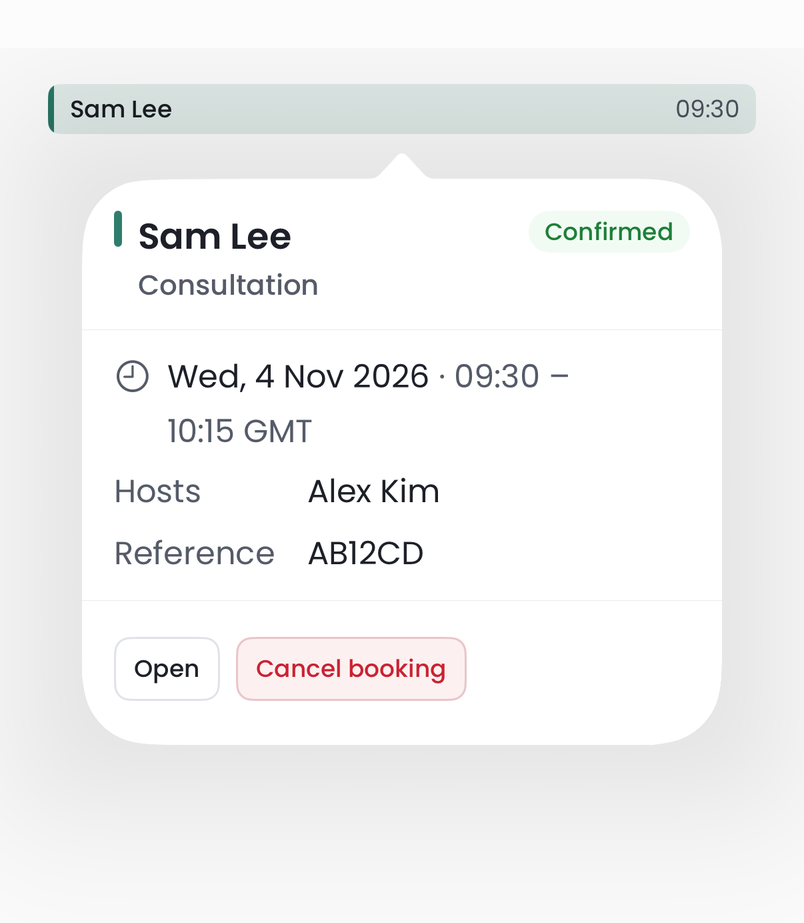 Sam Lee 09:30
Sam Lee Confirmed
Consultation
Wed, 4 Nov 2026 · 09:30 –
10:15 GMT
Hosts Alex Kim
Reference AB12CD
Open Cancel booking